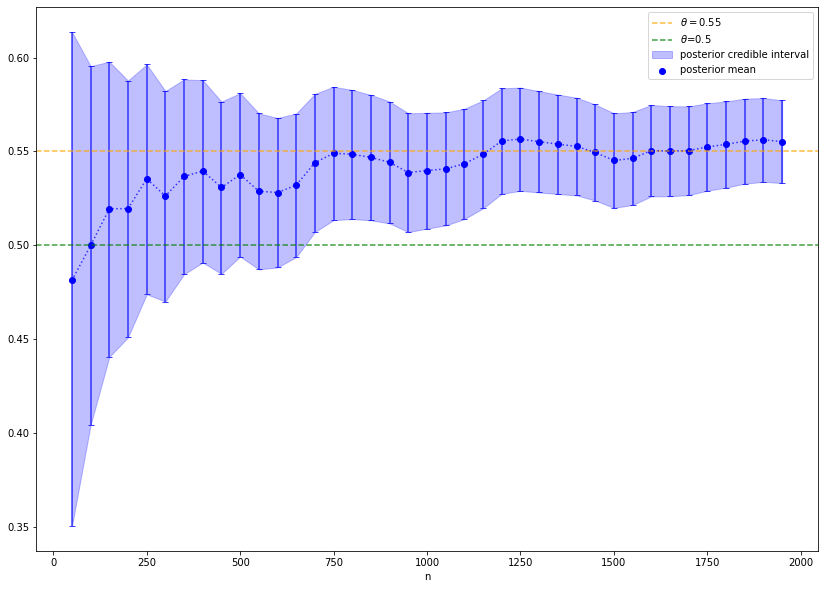 θ = 0.55
θ=0.5
posterior credible interval
posterior mean
0.60
0.55
0.50
0.45
0.40
0.35
0 250 500 750 1000 1250 1500 1750 2000
n